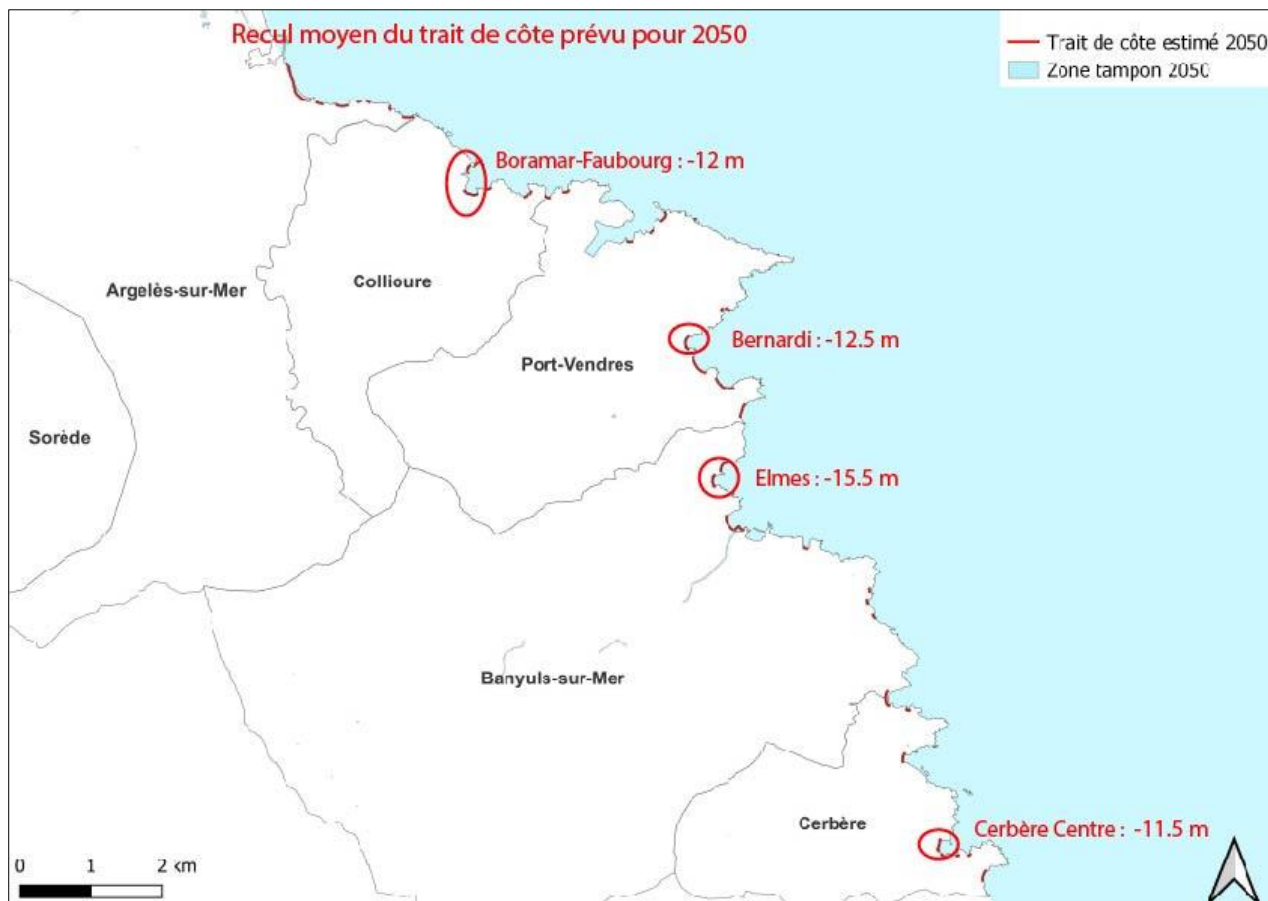 Recul moyen du trait de côte prévu pour 2050
Trait de côte estimé 2050
Zone tampon 2050
Boramar-Faubourg : -12 m
Collioure
Argelès-sur-Mer
Bernardi : -12.5 m
Port-Vendres
Sorède
Elmes : -15.5 m
Banyuls-sur-Mer
Cerbère
Cerbère Centre : -11.5 m
0 1 2 km